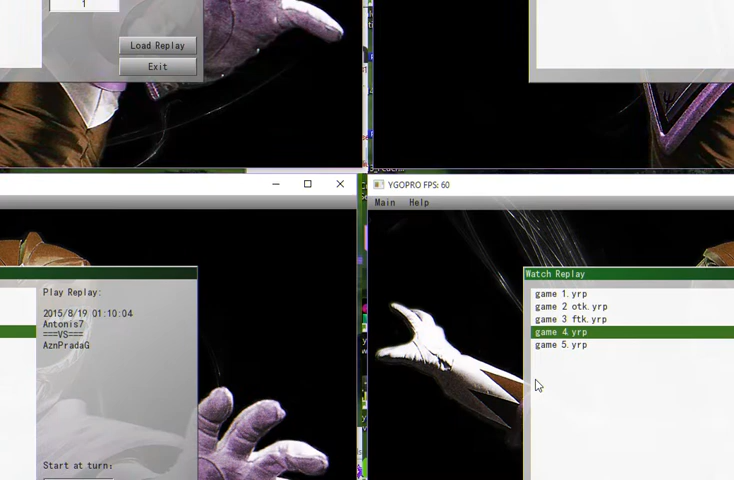 1
Load Replay
Exit
YGOPRO FPS: 60
Main Help
Watch Replay
Play Replay:
2015/8/19 01:10:04
Antonis7
===VS===
AznPradaG
Start at turn:
game 1.yrp
game 2 otk.yrp
game 3 ftk.yrp
game 4.yrp
game 5.yrp